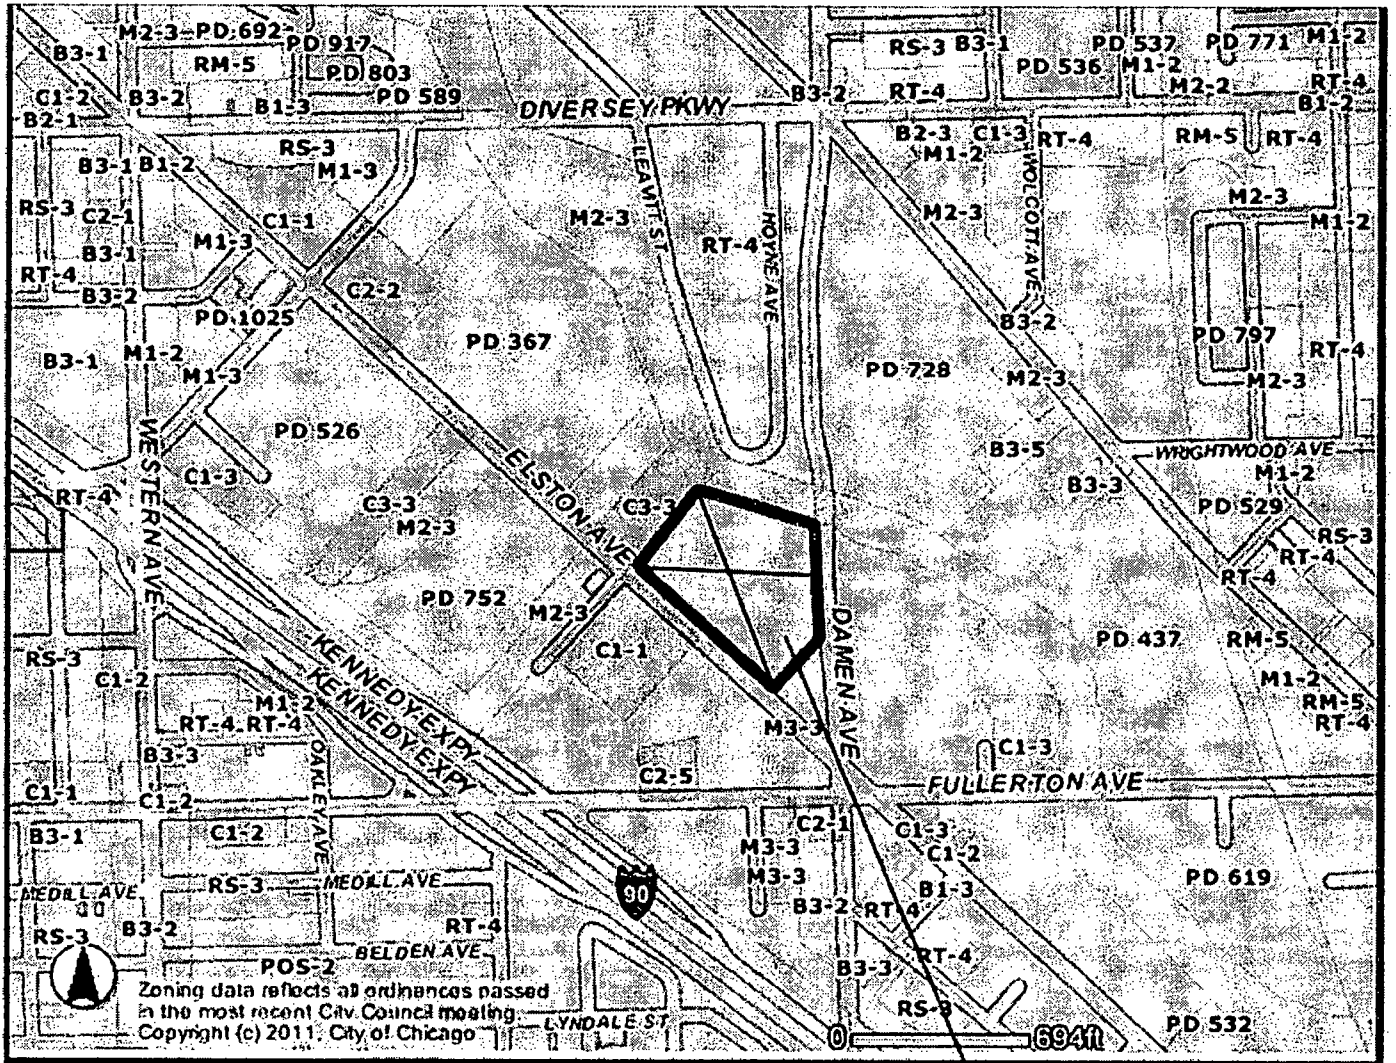 M2-3 PD 692
PD 917
B3-1
RM-5
PD 803
C1-2
B3-2
B1-3
PD 589
B2-1
DIVERSEY PKWY
B3-2
RS-3
B3-1
PD 536
PD 537
M1-2
PD 771
M1-2
M2-2
RT-4
RT-4
B1-2
RS-3
M1-3
B3-1
B1-2
LEAVITT ST
B2-3
C1-3
M1-2
RT-4
RM-5
RT-4
WOLCOTT AVE
RS-3
C2-1
C1-1
M2-3
M2-3
M2-3
M1-2
B3-1
M1-3
RT-4
HOYNE AVE
RT-4
B3-2
C2-2
PD 1025
B3-2
PD 367
PD 797
RT-4
B3-1
M1-2
M1-3
PD 728
M2-3
M2-3
PD 526
B3-5
WRIGHTWOOD AVE
WESTERN AVE
ELSTON AVE
C1-3
RT-4
C3-3
M2-3
C3-3
B3-3
M1-2
PD 529
RS-3
RT-4
RT-4
PD 752
M2-3
C1-1
DAMEN AVE
PD 437
RM-5
M1-2
RM-5
RT-4
KENNEDY EXPY
KENNEDY EXPY
RS-3
C1-2
M1-2
RT-4
RT-4
OAKLEY AVE
B3-3
M3-3
C1-3
C2-5
FULLERTON AVE
C1-1
C1-2
B3-1
C1-2
C2-1
C1-3
C1-2
M3-3
M3-3
B1-3
PD 619
90
MEDILL AVE
RS-3
MEDILL AVE
B3-2
RT-4
RS-3
B3-2
RT-4
BELDEN AVE
RT-4
POS-2
B3-3
RS-3
PD 532
Zoning data reflects all ordinances passed
in the most recent City Council meeting.
Copyright (c) 2011, City of Chicago
LYNDALE ST
0
694ft